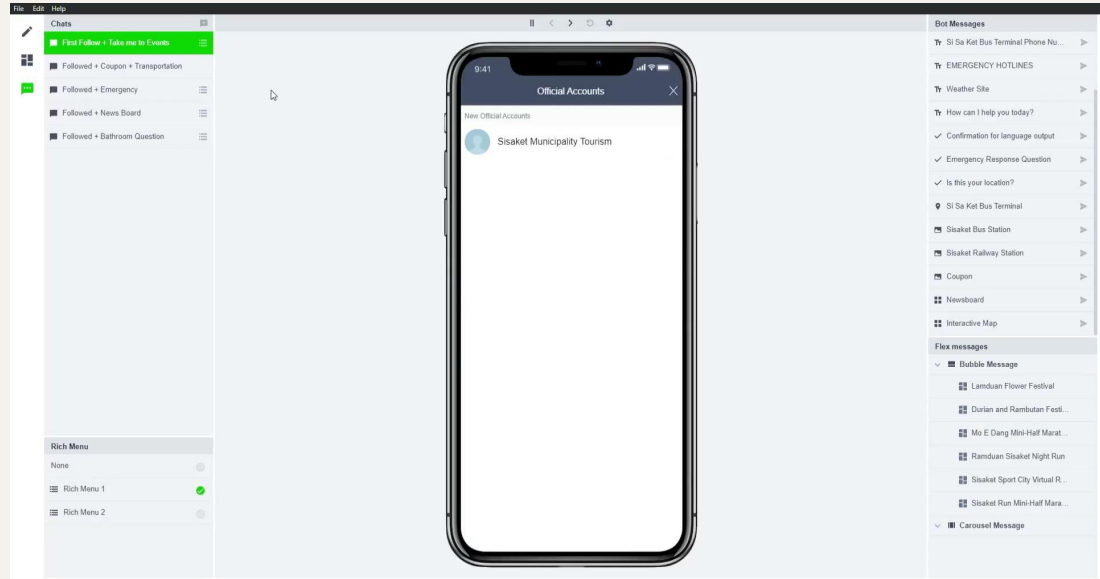 File Edit Help
Chats
First Follow + Take me to Events
Followed + Coupon + Transportation
Followed + Emergency
Followed + News Board
Followed + Bathroom Question
Rich Menu
None
Rich Menu 1
Rich Menu 2
9:41
Official Accounts
New Official Accounts
Sisaket Municipality Tourism
Bot Messages
Tr Si Sa Ket Bus Terminal Phone Nu...
Tr EMERGENCY HOTLINES
Tr Weather Site
Tr How can I help you today?
Confirmation for language output
Emergency Response Question
Is this your location?
Si Sa Ket Bus Terminal
Sisaket Bus Station
Sisaket Railway Station
Coupon
Newsboard
Interactive Map
Flex messages
Bubble Message
Lamduan Flower Festival
Durian and Rambutan Festi...
Mo E Dang Mini-Half Marat...
Ramduan Sisaket Night Run
Sisaket Sport City Virtual R...
Sisaket Run Mini-Half Mara...
Carousel Message